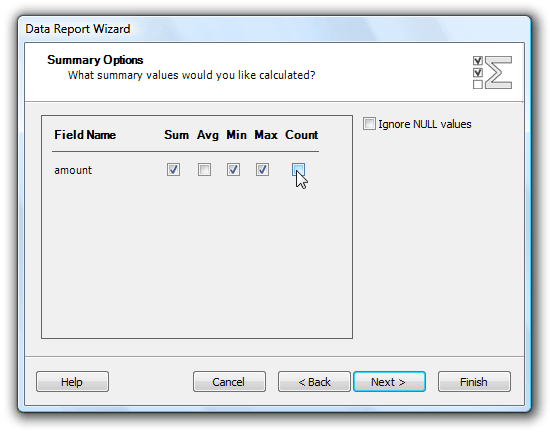 Data Report Wizard
Summary Options
What summary values would you like calculated?
Field Name Sum Avg Min Max Count
Ignore NULL values
amount
Help Cancel < Back Next > Finish